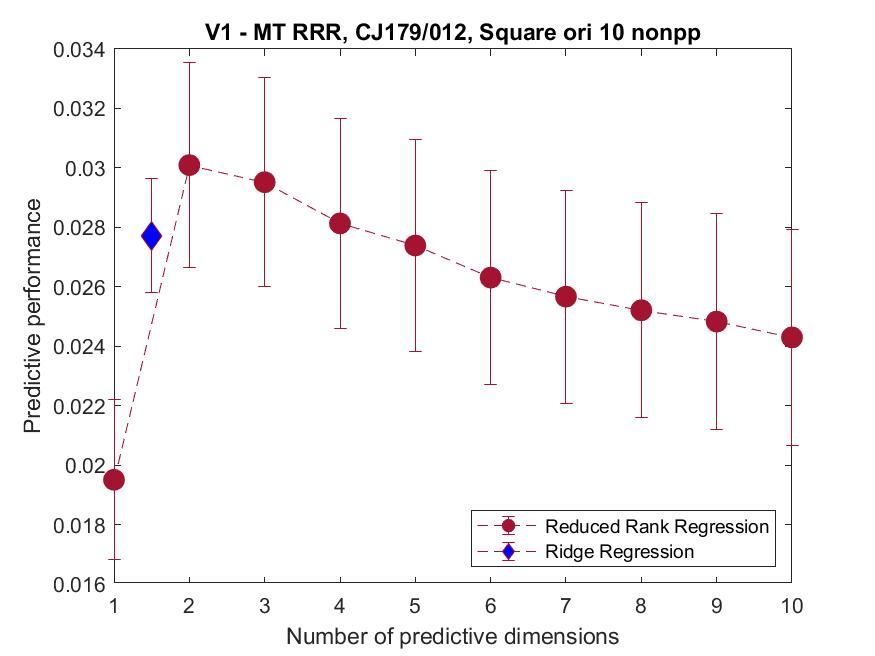 V1 - MT RRR, CJ179/012, Square ori 10 nonpp
Predictive performance
0.034
0.032
0.03
0.028
0.026
0.024
0.022
0.02
0.018
0.016
1 2 3 4 5 6 7 8 9 10
Number of predictive dimensions
Reduced Rank Regression
Ridge Regression